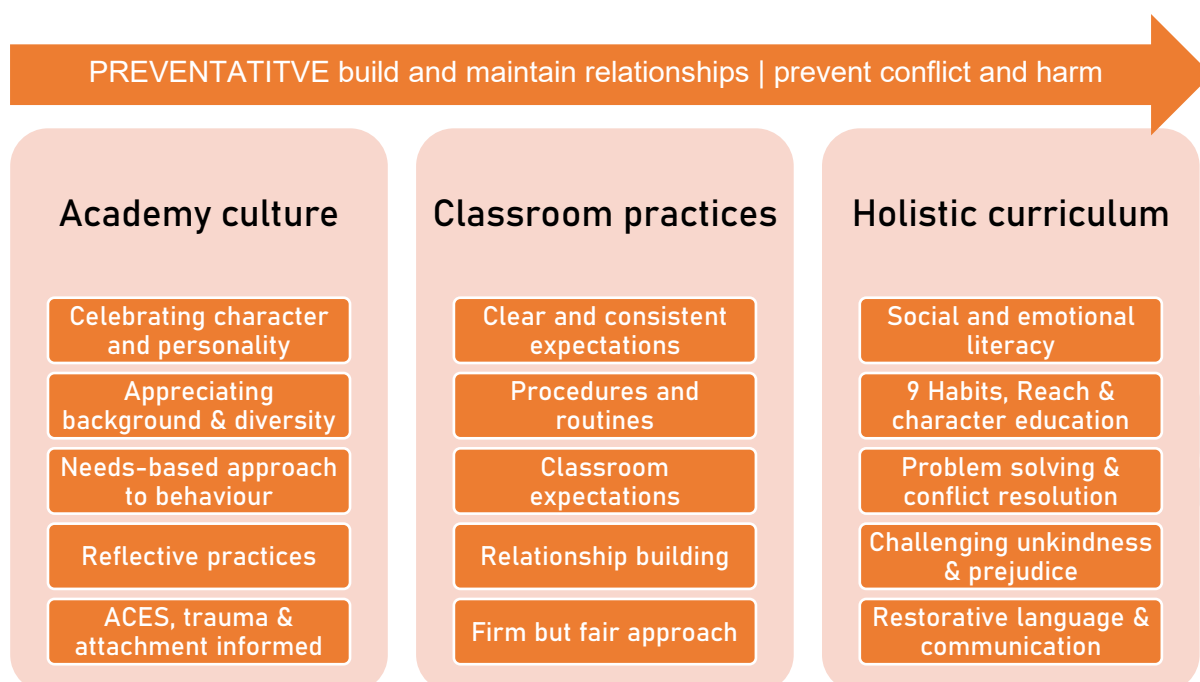 PREVENTATITVE build and maintain relationships | prevent conflict and harm
Academy culture
Celebrating character
and personality
Appreciating
background & diversity
Needs-based approach
to behaviour
Reflective practices
ACES, trauma &
attachment informed
Classroom practices
Clear and consistent
expectations
Procedures and
routines
Classroom
expectations
Relationship building
Firm but fair approach
Holistic curriculum
Social and emotional
literacy
9 Habits, Reach &
character education
Problem solving &
conflict resolution
Challenging unkindness
& prejudice
Restorative language &
communication